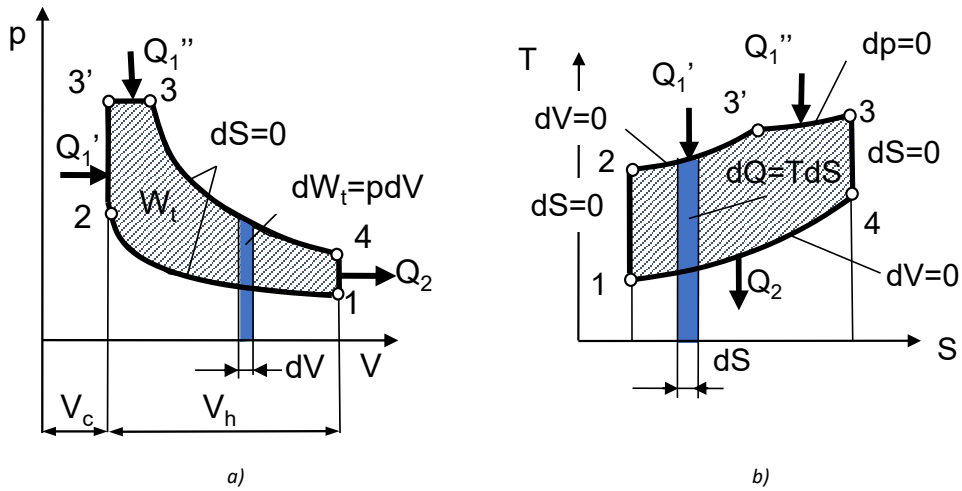 p
Q₁’’
3’
3
dS=0
Q₁’
dWₜ=pdV
Wₜ
2
4
Q₂
1
dV
V
V꜀
Vₕ
a)
T
Q₁’
Q₁’’
dp=0
3’
3
dV=0
2
dQ=TdS
dS=0
dS=0
4
1
Q₂
dV=0
S
dS
b)